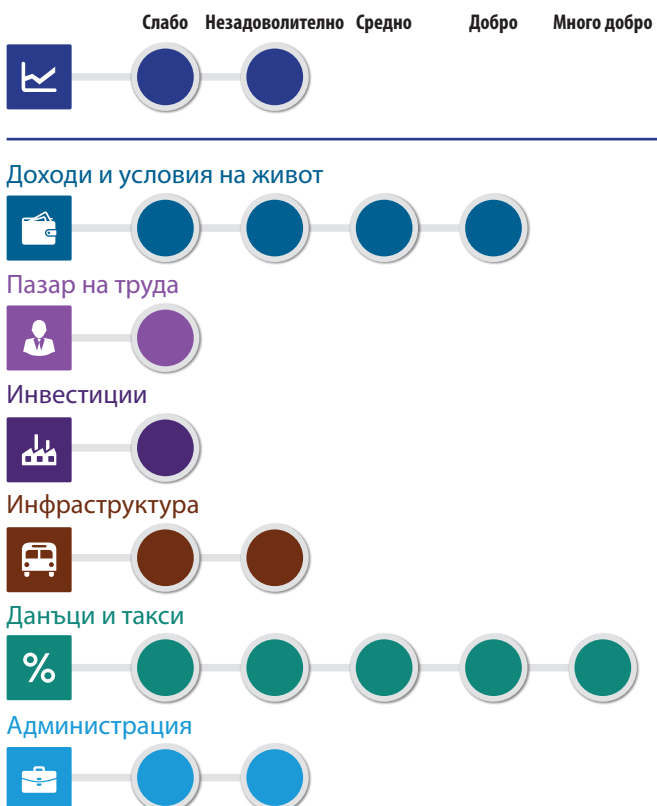 Слабо Незадоволително Средно Добро Много добро
Доходи и условия на живот
Пазар на труда
Инвестиции
Инфраструктура
Данъци и такси
%
Администрация